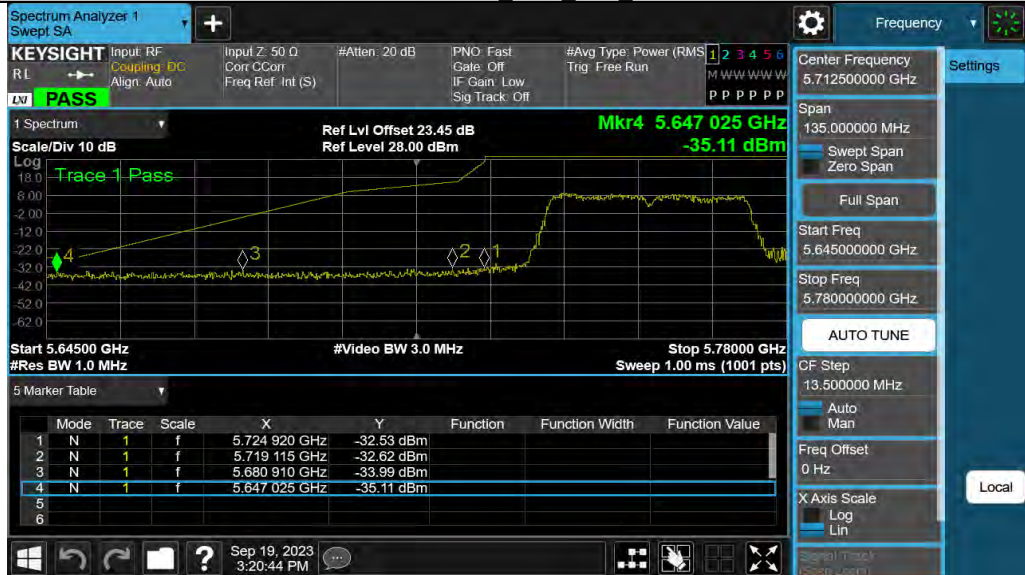 Spectrum Analyzer 1
Swept SA
+
Frequency
KEYSIGHT Input: RF Input Z: 50 Ω #Atten: 20 dB PNO: Fast #Avg Type: Power (RMS 1 2 3 4 5 6
RL Coupling: DC Corr CCorr Gate: Off Trig: Free Run
Align: Auto Freq Ref: Int (S) IF Gain: Low M W W W W W
LXI PASS Sig Track: Off P P P P P P
Center Frequency
5.712500000 GHz
Settings
Span
135.000000 MHz
Swept Span
Zero Span
Full Span
Start Freq
5.645000000 GHz
Stop Freq
5.780000000 GHz
AUTO TUNE
CF Step
13.500000 MHz
Auto
Man
Freq Offset
0 Hz
X Axis Scale
Log
Lin
Signal Track
(Span Zoom)
Local
1 Spectrum
Scale/Div 10 dB
Ref Lvl Offset 23.45 dB
Ref Level 28.00 dBm
Mkr4 5.647 025 GHz
-35.11 dBm
Log
Trace 1 Pass
18.0
8.00
-2.00
-12.0
-22.0
-32.0
-42.0
-52.0
-62.0
4
3
2
1
Start 5.64500 GHz #Video BW 3.0 MHz Stop 5.78000 GHz
#Res BW 1.0 MHz Sweep 1.00 ms (1001 pts)
5 Marker Table
Mode Trace Scale X Y Function Function Width Function Value
1 N 1 f 5.724 920 GHz -32.53 dBm
2 N 1 f 5.719 115 GHz -32.62 dBm
3 N 1 f 5.680 910 GHz -33.99 dBm
4 N 1 f 5.647 025 GHz -35.11 dBm
5
6
? Sep 19, 2023
3:20:44 PM